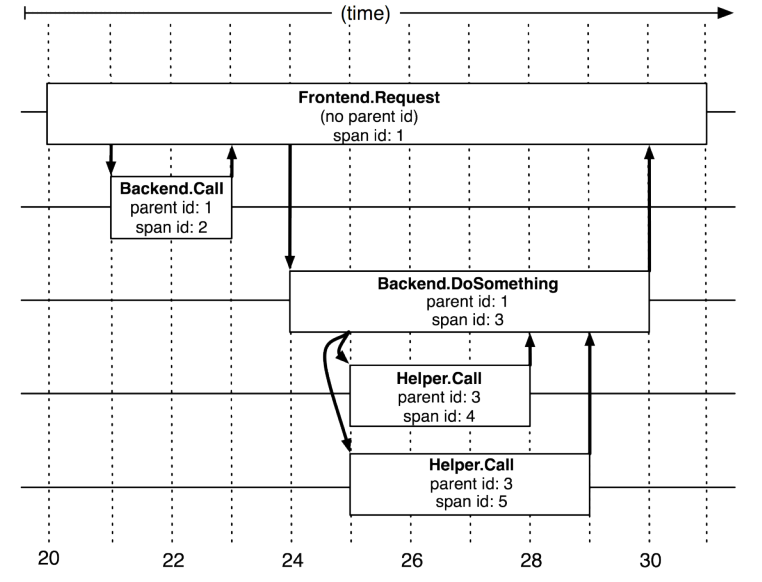 (time)
Frontend.Request
(no parent id)
span id: 1
Backend.Call
parent id: 1
span id: 2
Backend.DoSomething
parent id: 1
span id: 3
Helper.Call
parent id: 3
span id: 4
Helper.Call
parent id: 3
span id: 5
20 22 24 26 28 30